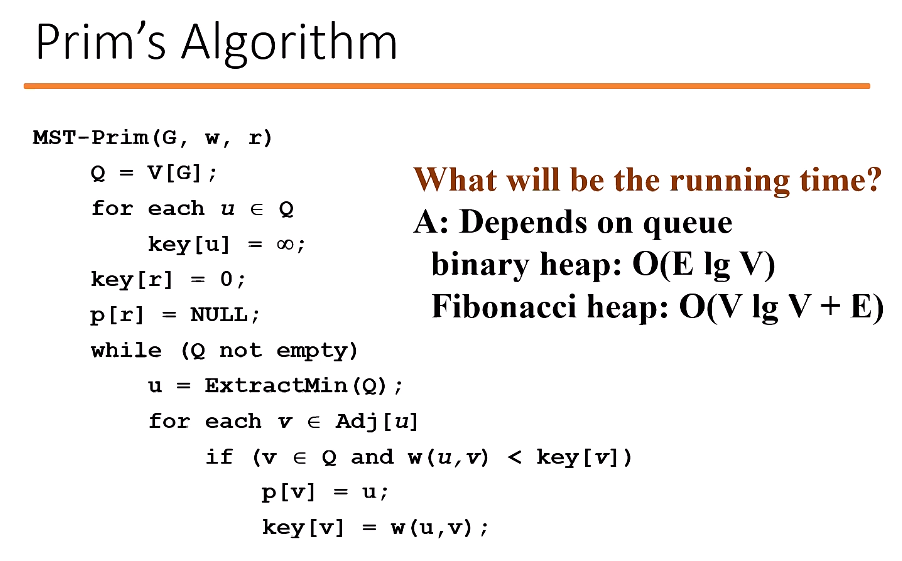 Prim's Algorithm
MST-Prim(G, w, r)
Q = V[G];
for each u ∈ Q
key[u] = ∞;
key[r] = 0;
p[r] = NULL;
while (Q not empty)
u = ExtractMin(Q);
for each v ∈ Adj[u]
if (v ∈ Q and w(u,v) < key[v])
p[v] = u;
key[v] = w(u,v);
What will be the running time?
A: Depends on queue
binary heap: O(E lg V)
Fibonacci heap: O(V lg V + E)